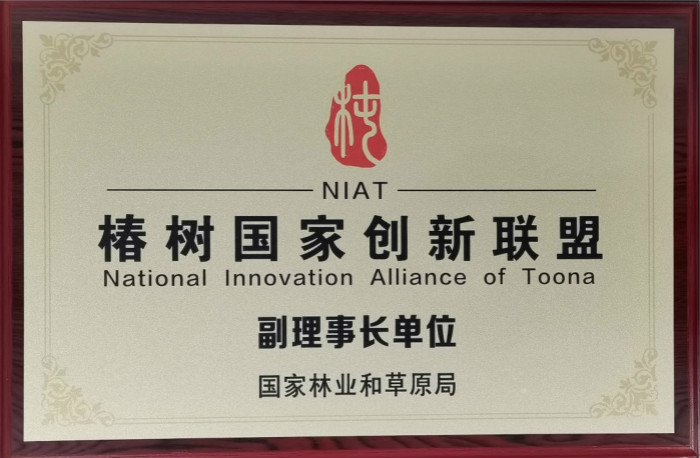 杶
NIAT
椿树国家创新联盟
National Innovation Alliance of Toona
副理事长单位
国家林业和草原局